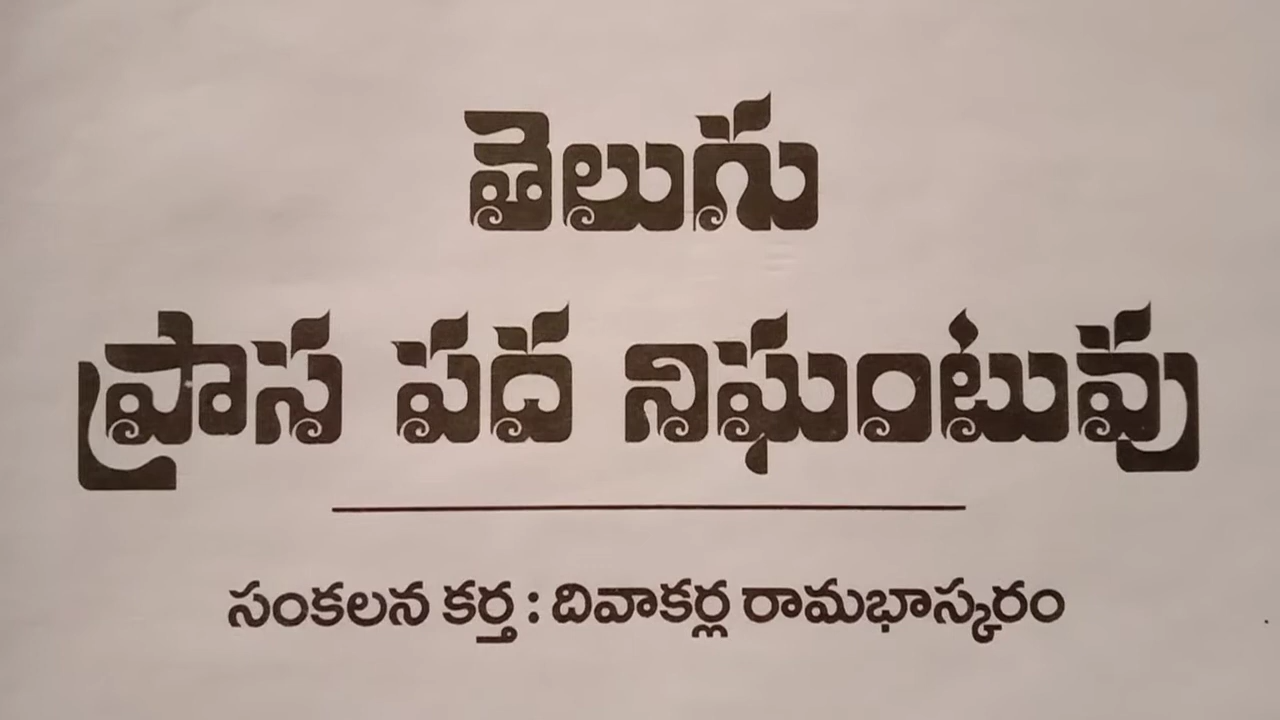 తెలుగు
ప్రాస పద నిఘంటువు
సంకలన కర్త : దివాకర్ల రామభాస్కరం